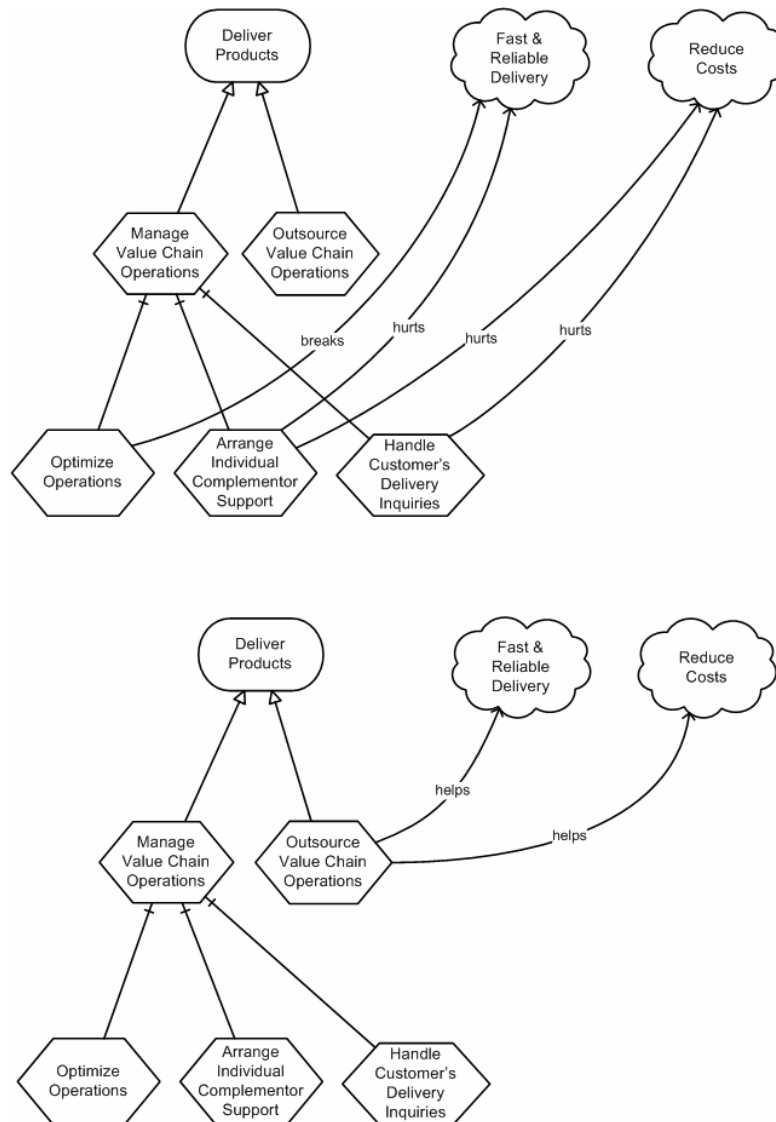 Deliver
Products
Fast &
Reliable
Delivery
Reduce
Costs
Manage
Value Chain
Operations
Outsource
Value Chain
Operations
breaks
hurts
hurts
hurts
Optimize
Operations
Arrange
Individual
Complementor
Support
Handle
Customer's
Delivery
Inquiries
Deliver
Products
Fast &
Reliable
Delivery
Reduce
Costs
helps
helps
Manage
Value Chain
Operations
Outsource
Value Chain
Operations
Optimize
Operations
Arrange
Individual
Complementor
Support
Handle
Customer's
Delivery
Inquiries